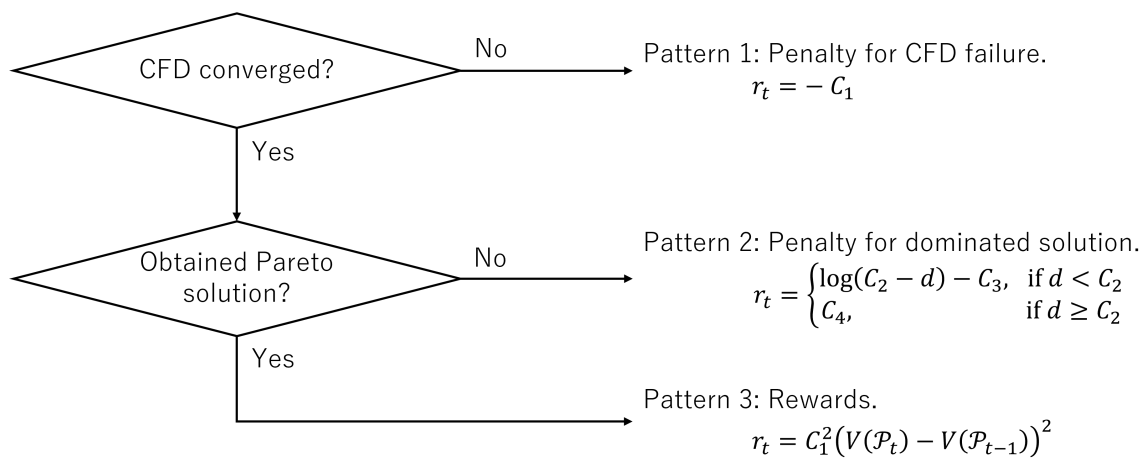 CFD converged?
No
Pattern 1: Penalty for CFD failure.
r_t = − C_1
Yes
Obtained Pareto
solution?
No
Pattern 2: Penalty for dominated solution.
r_t = { log(C_2 − d) − C_3, if d < C_2
C_4, if d ≥ C_2
Yes
Pattern 3: Rewards.
r_t = C_1^2(V(𝒫_t) − V(𝒫_{t−1}))^2